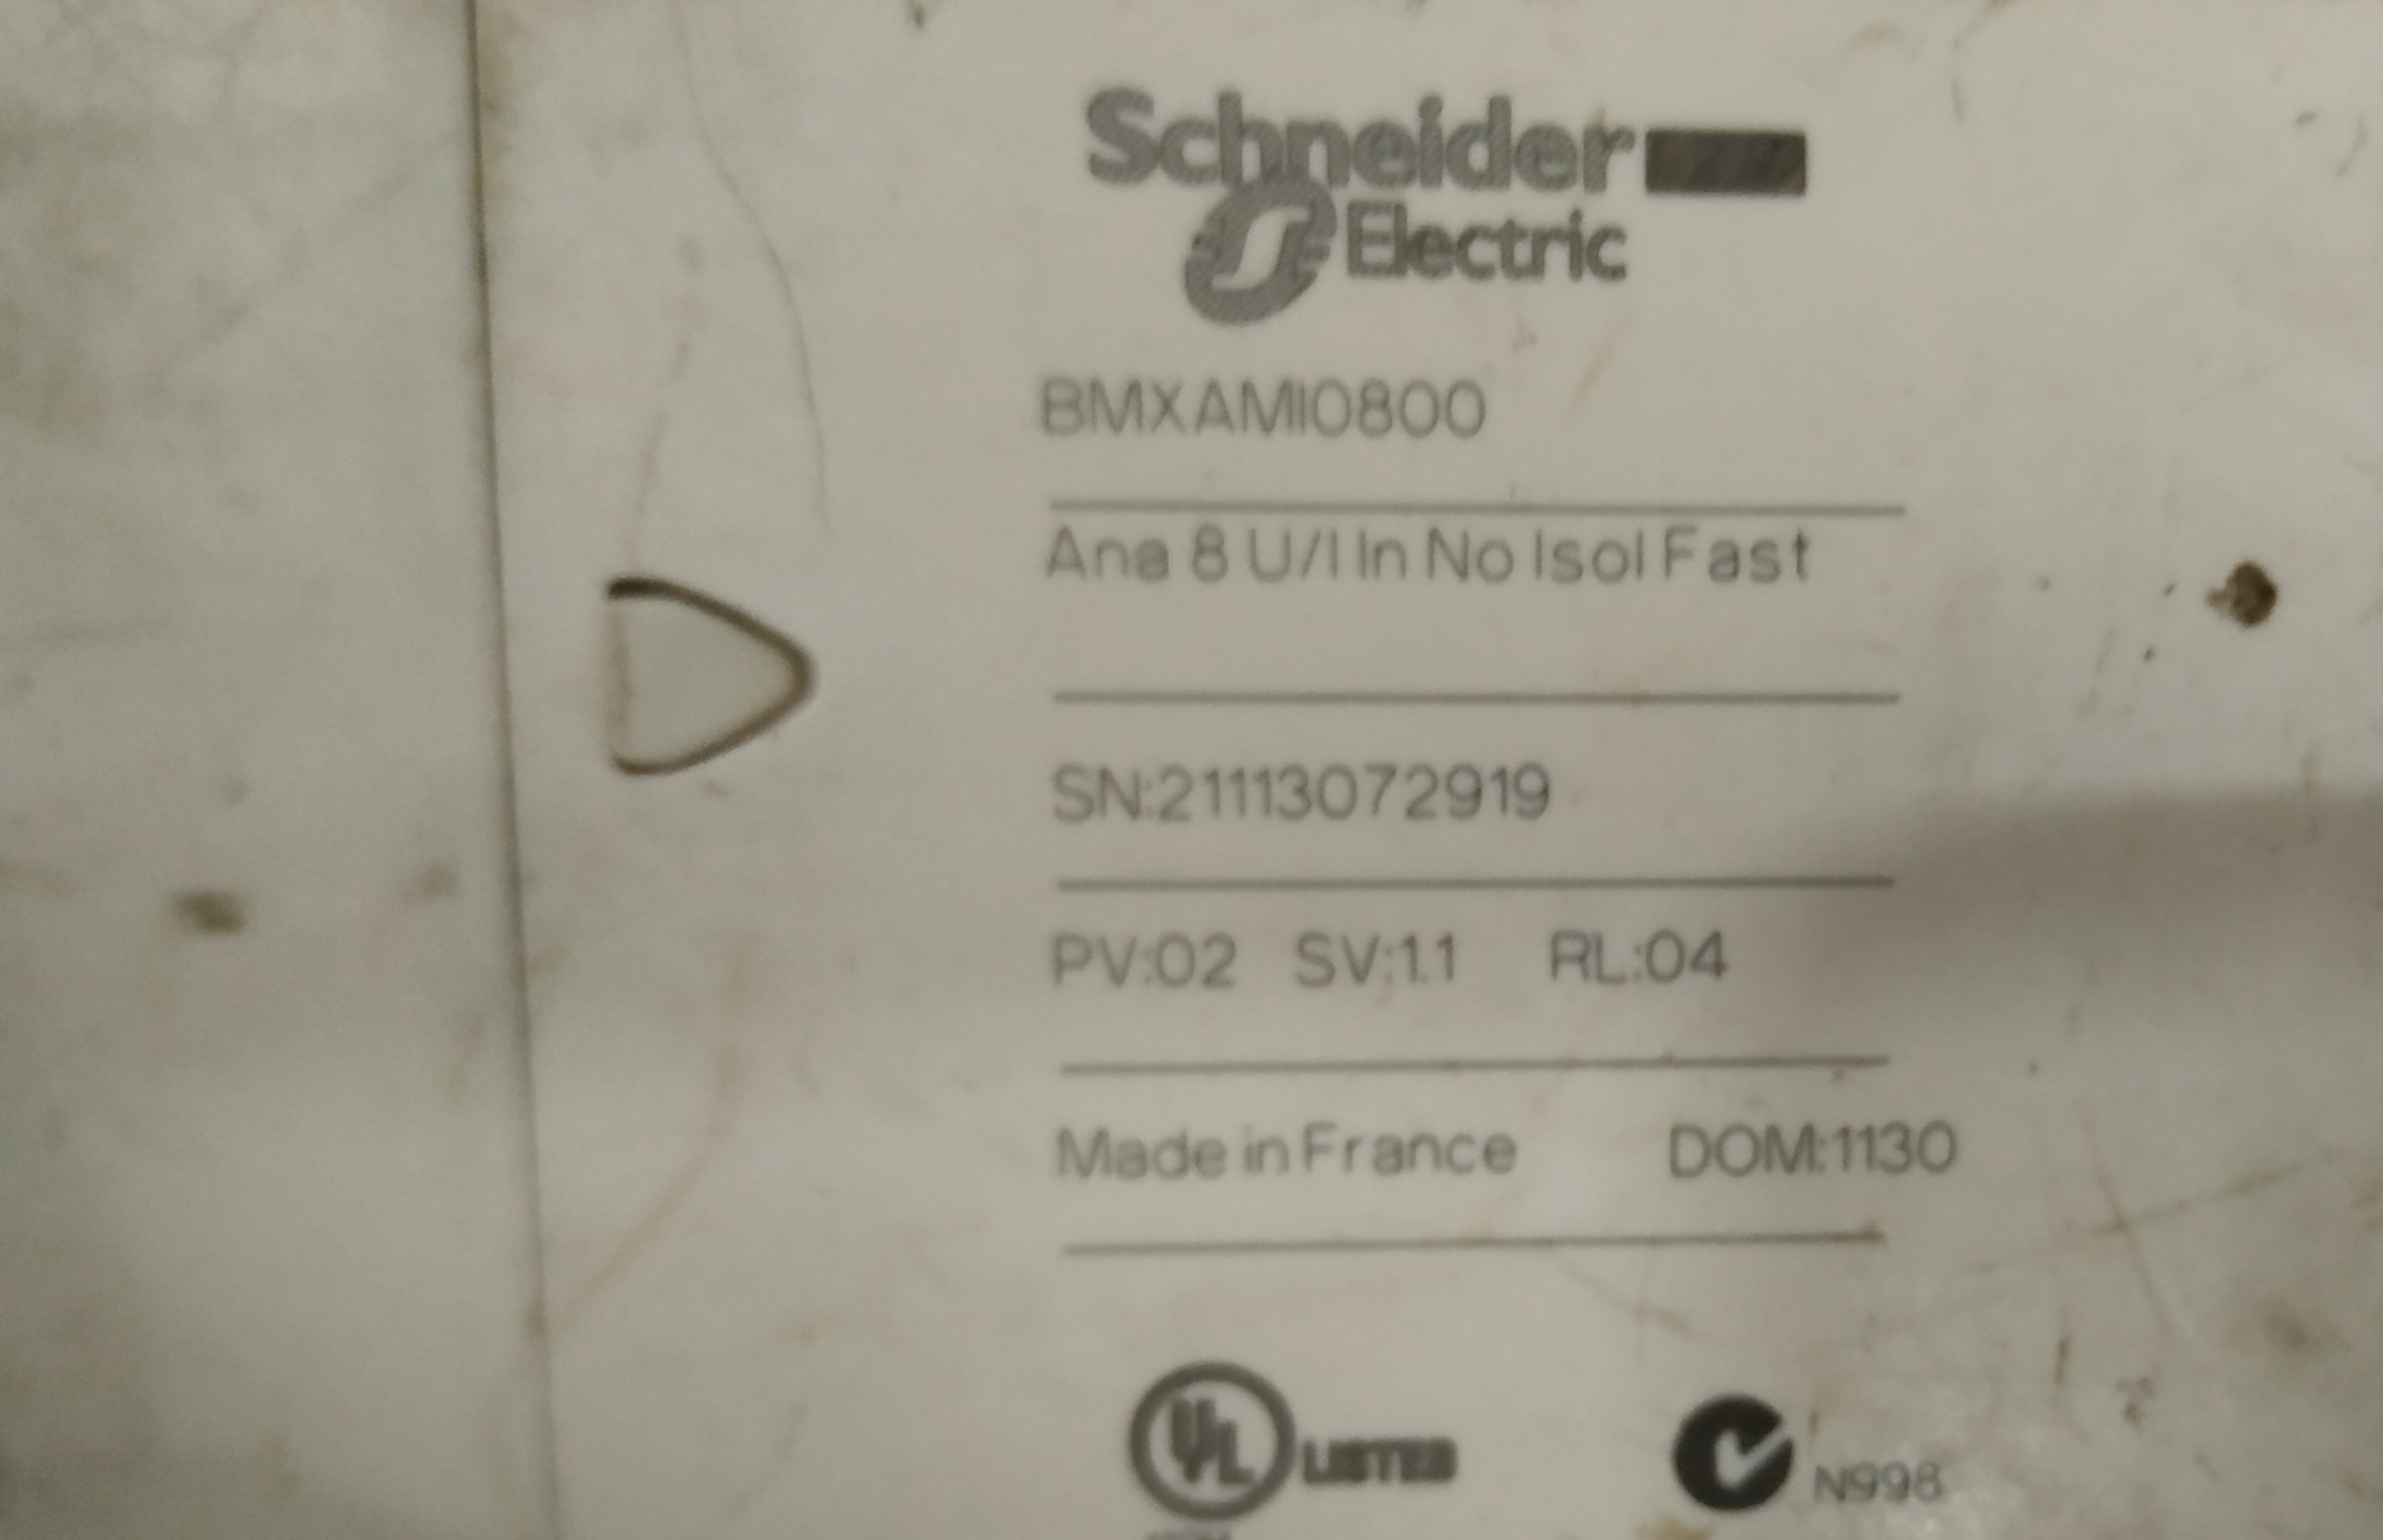 Schneider
Electric
BMXAMI0800
Ana 8 U/I In No Isol Fast
SN:21113072919
PV:02 SV:1.1 RL:04
Made in France DOM:1130
UL LISTED
N998